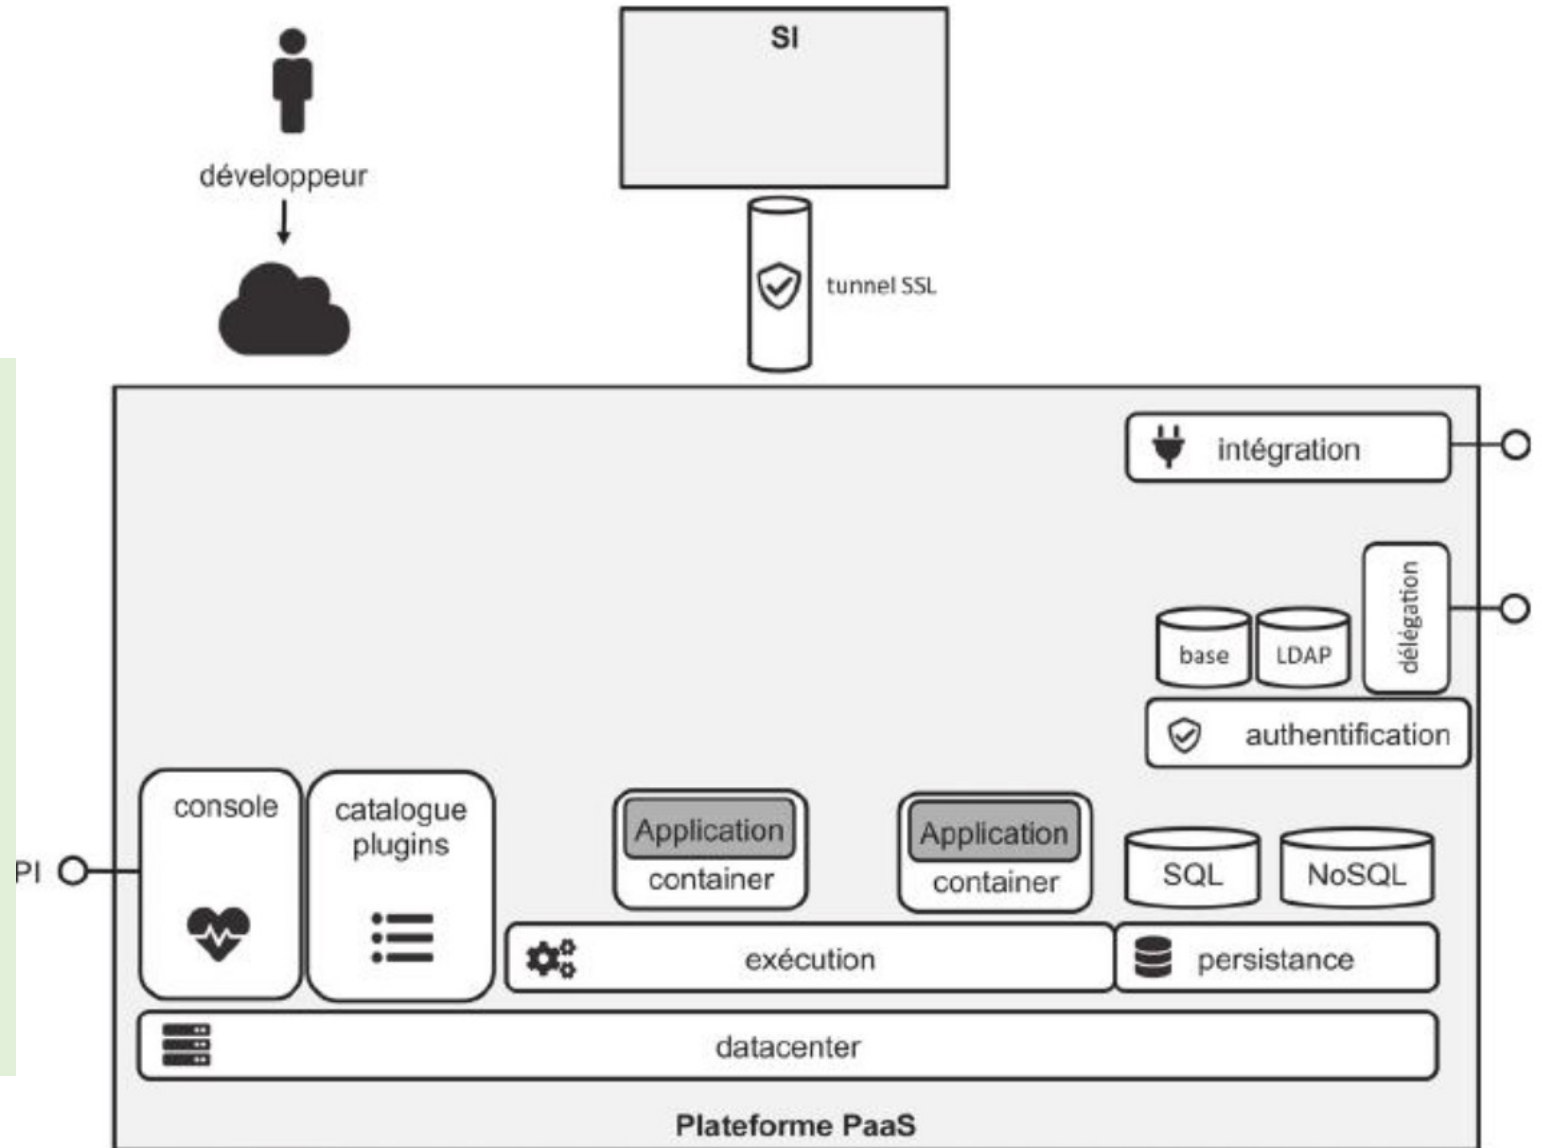 SI
développeur
tunnel SSL
intégration
délégation
base
LDAP
authentification
console
catalogue
plugins
Application
container
Application
container
SQL
NoSQL
PI
exécution
persistance
datacenter
Plateforme PaaS